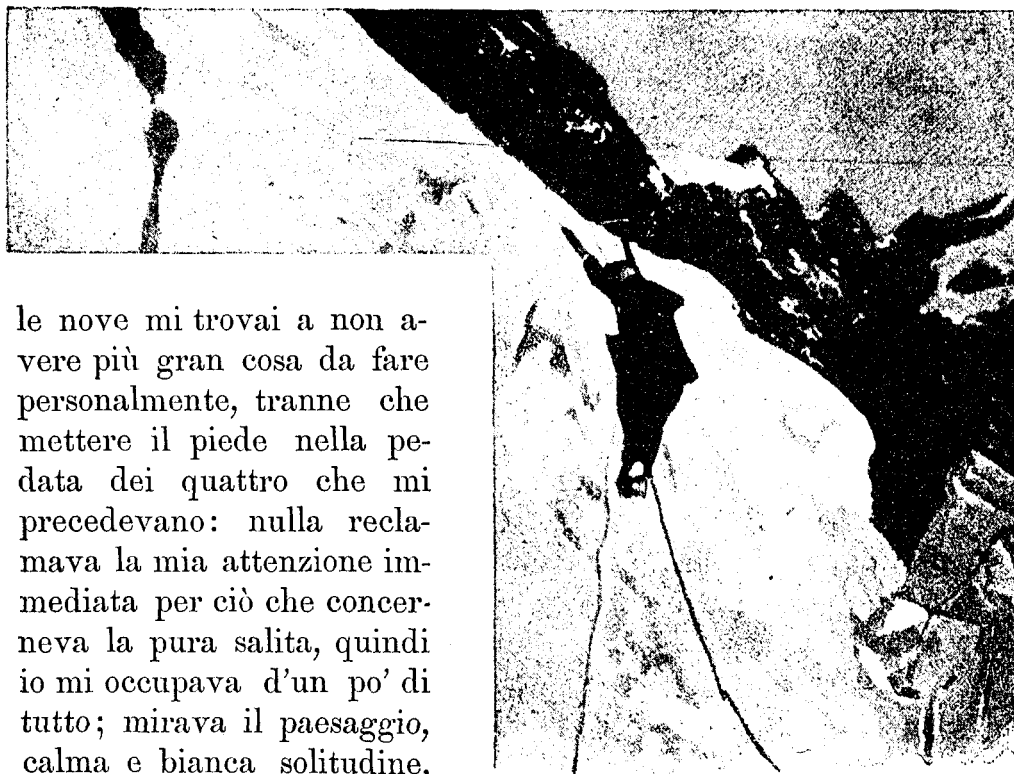 le nove mi trovai a non a-
vere più gran cosa da fare
personalmente, tranne che
mettere il piede nella pe-
data dei quattro che mi
precedevano: nulla recla-
mava la mia attenzione im-
mediata per ciò che concer-
neva la pura salita, quindi
io mi occupava d'un po' di
tutto; mirava il paesaggio,
calma e bianca solitudine,